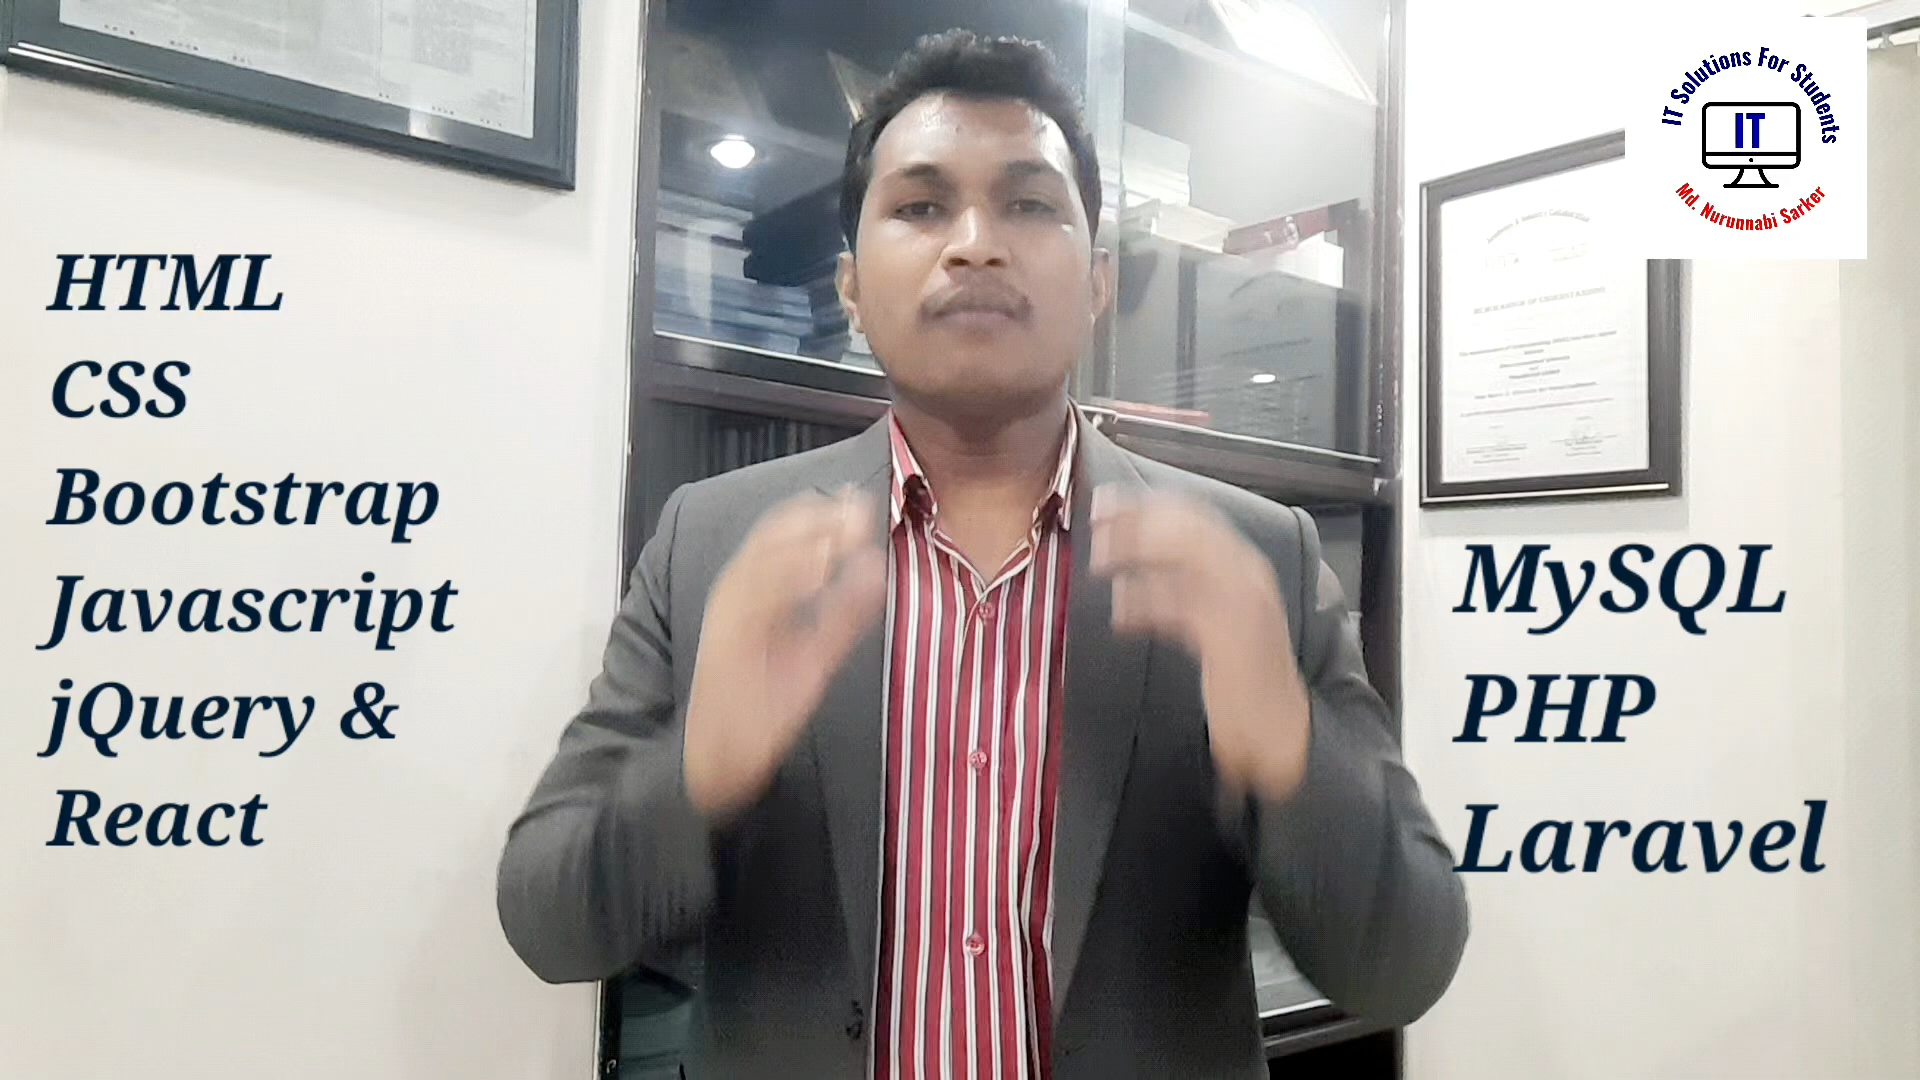 IT Solutions For Students
IT
Md. Nurunnabi Sarker
HTML
CSS
Bootstrap
Javascript
jQuery &
React
MySQL
PHP
Laravel